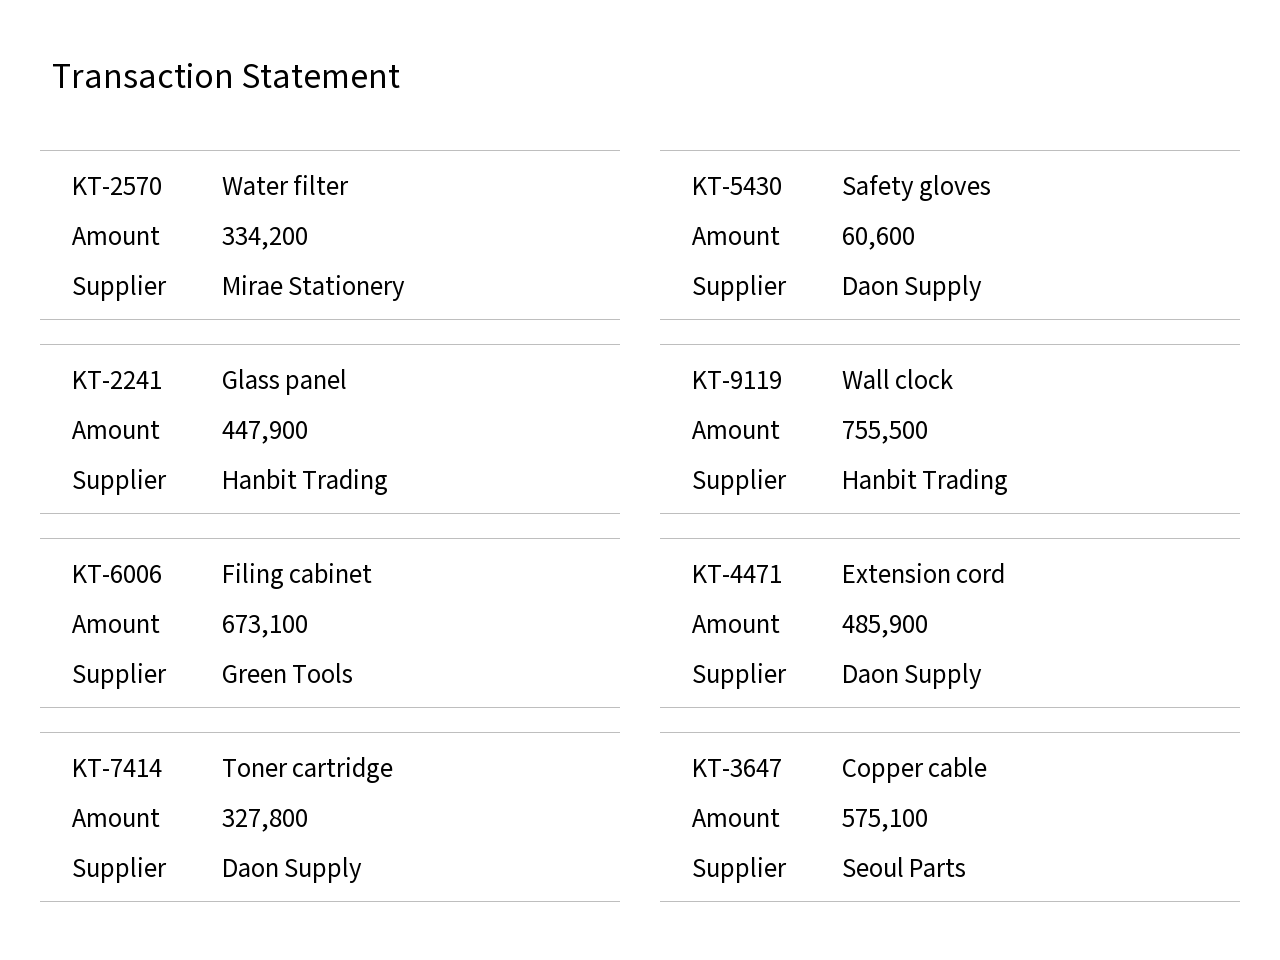 Transaction Statement
KT-2570 Water filter
Amount 334,200
Supplier Mirae Stationery
KT-5430 Safety gloves
Amount 60,600
Supplier Daon Supply
KT-2241 Glass panel
Amount 447,900
Supplier Hanbit Trading
KT-9119 Wall clock
Amount 755,500
Supplier Hanbit Trading
KT-6006 Filing cabinet
Amount 673,100
Supplier Green Tools
KT-4471 Extension cord
Amount 485,900
Supplier Daon Supply
KT-7414 Toner cartridge
Amount 327,800
Supplier Daon Supply
KT-3647 Copper cable
Amount 575,100
Supplier Seoul Parts